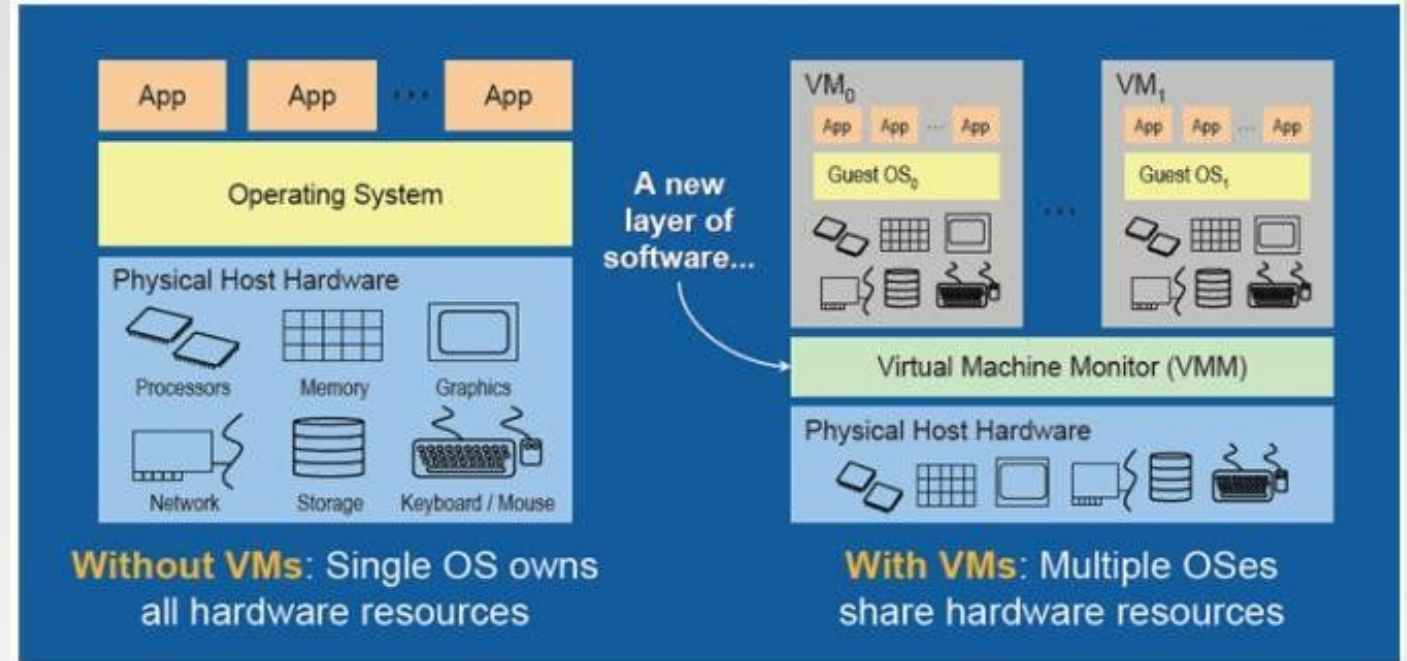 App App ... App
Operating System
Physical Host Hardware
Processors Memory Graphics
Network Storage Keyboard / Mouse
Without VMs: Single OS owns
all hardware resources
A new
layer of
software...
VM₀
App App ... App
Guest OS₀
...
VM₁
App App ... App
Guest OS₁
Virtual Machine Monitor (VMM)
Physical Host Hardware
With VMs: Multiple OSes
share hardware resources